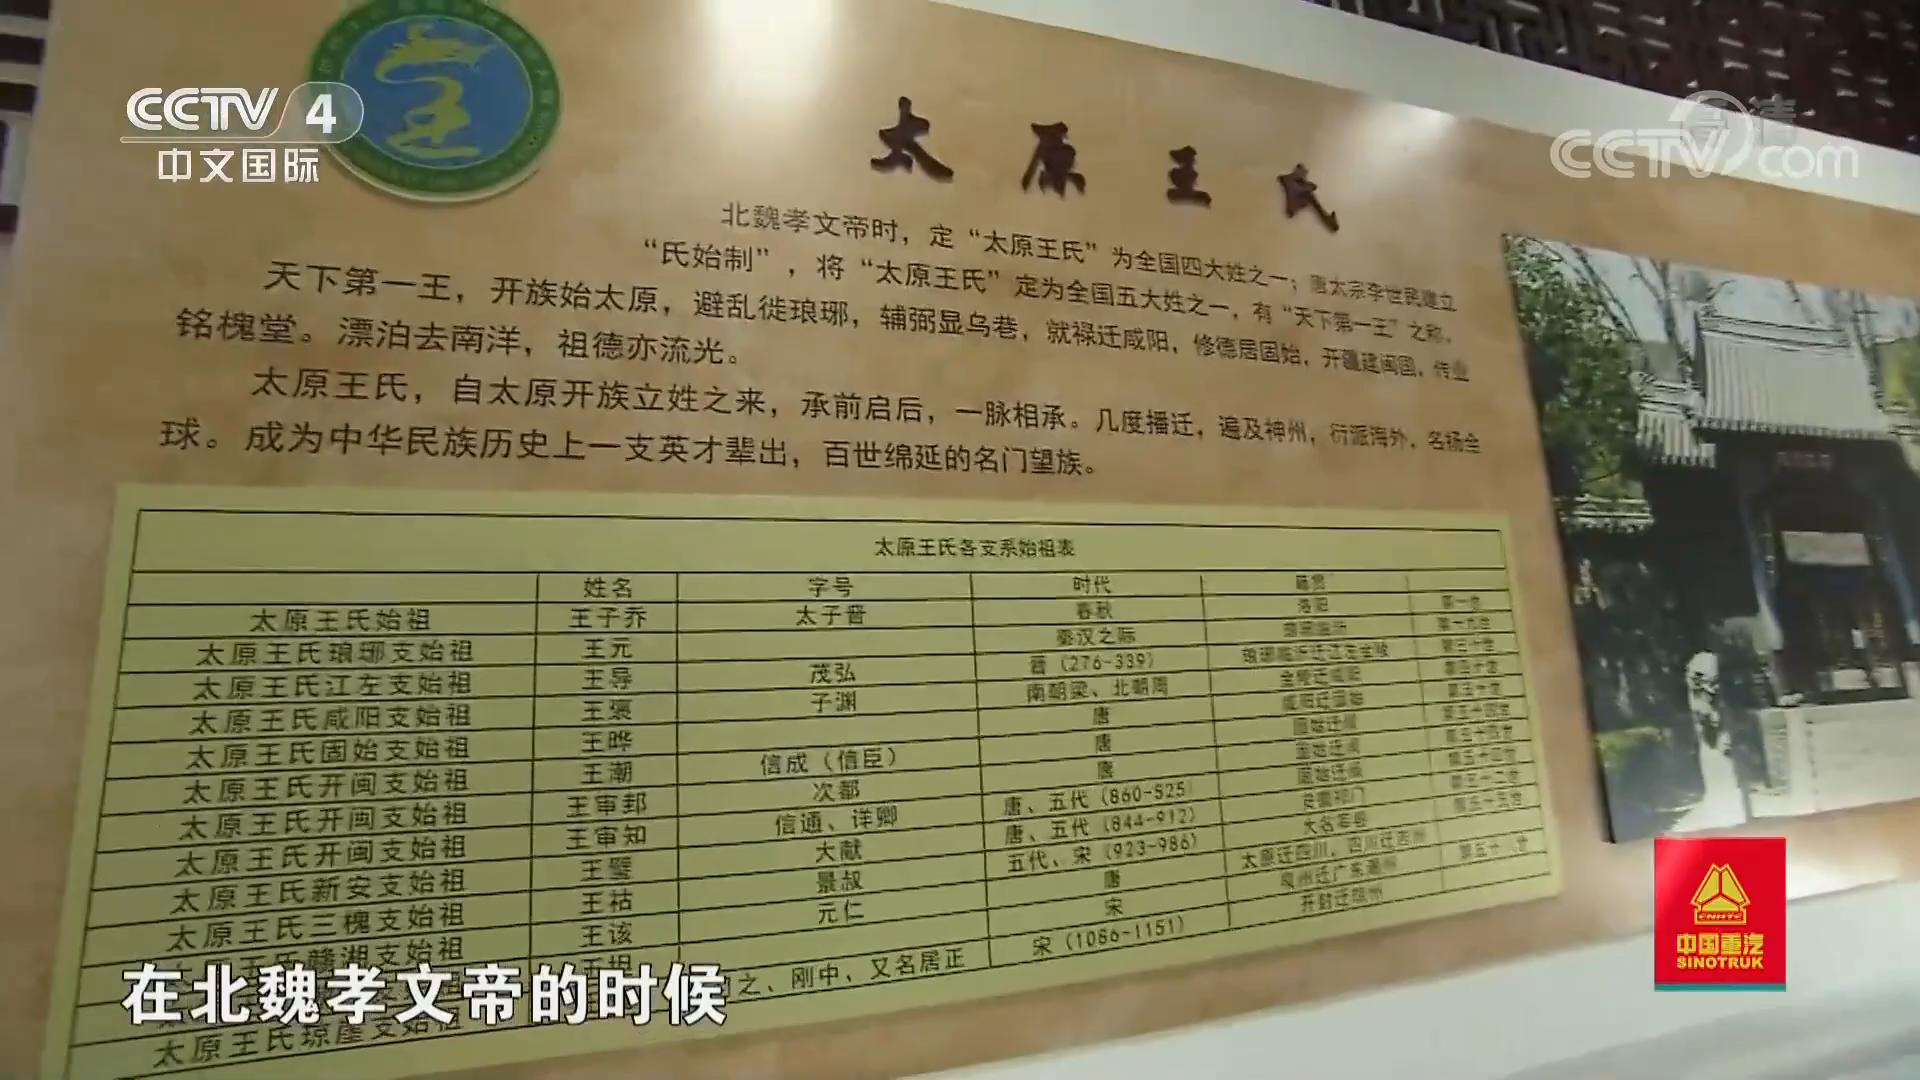 CCTV 4
中文国际
高清
CCTV com
太原王氏
北魏孝文帝时，定“太原王氏”为全国四大姓之一；唐太宗李世民建立
“氏始制”，将“太原王氏”定为全国五大姓之一，有“天下第一王”之称。
天下第一王，开族始太原，避乱徙琅琊，辅弼显乌巷，就禄迁咸阳，修德居固始，开疆建闽国，传业
铭槐堂。漂泊去南洋，祖德亦流光。
太原王氏，自太原开族立姓之来，承前启后，一脉相承。几度播迁，遍及神州，衍派海外，名扬全
球。成为中华民族历史上一支英才辈出，百世绵延的名门望族。
太原王氏各支系始祖表
姓名 字号 时代 籍贯
太原王氏始祖 王子乔 太子晋 春秋 洛阳 第一世
太原王氏琅琊支始祖 王元 秦汉之际
太原王氏江左支始祖 王导 茂弘 晋（276-339）
太原王氏咸阳支始祖 王褒 子渊 南朝梁、北朝周
太原王氏固始支始祖 王晔 唐
太原王氏开闽支始祖 王潮 信成（信臣） 唐
太原王氏开闽支始祖 王审邽 次都 唐
太原王氏开闽支始祖 王审知 信通、详卿 唐、五代（860-525）
太原王氏新安支始祖 王璧 大献 唐、五代（844-912）
太原王氏三槐支始祖 王祜 景叔 五代、宋（923-986）
王该 元仁 唐
宋
之、刚中、又名居正 宋（1086-1151）
太原王氏琼崖支始祖
在北魏孝文帝的时候
CNHTC
中国重汽
SINOTRUK